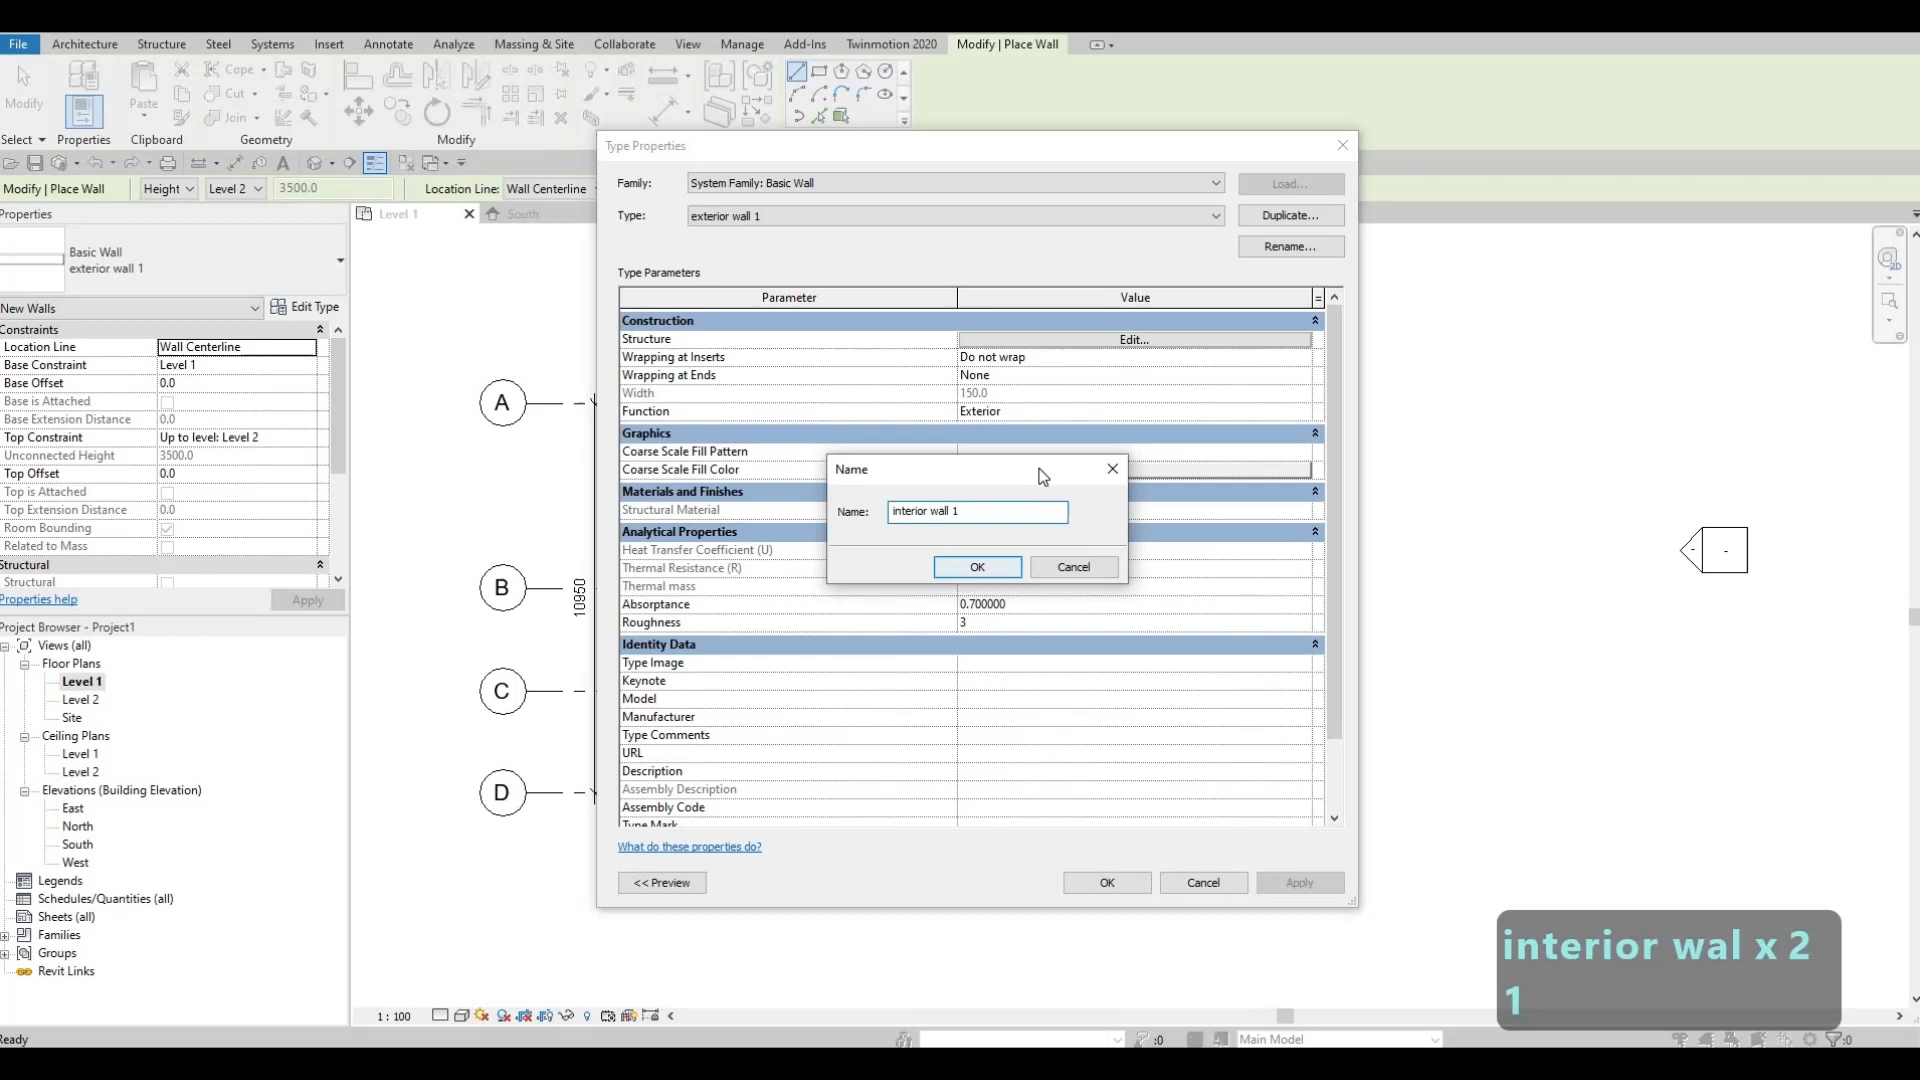 File Architecture Structure Steel Systems Insert Annotate Analyze Massing & Site Collaborate View Manage Add-Ins Twinmotion 2020 Modify | Place Wall
Cope
Cut
Join
Modify Paste
Select Properties Clipboard Geometry Modify
Modify | Place Wall Height Level 2 3500.0 Location Line: Wall Centerline
Properties
Basic Wall
exterior wall 1
New Walls Edit Type
Constraints
Location Line Wall Centerline
Base Constraint Level 1
Base Offset 0.0
Base is Attached
Base Extension Distance 0.0
Top Constraint Up to level: Level 2
Unconnected Height 3500.0
Top Offset 0.0
Top is Attached
Top Extension Distance 0.0
Room Bounding
Related to Mass
Structural
Structural
Properties help Apply
Project Browser - Project1
Views (all)
Floor Plans
Level 1
Level 2
Site
Ceiling Plans
Level 1
Level 2
Elevations (Building Elevation)
East
North
South
West
Legends
Schedules/Quantities (all)
Sheets (all)
Families
Groups
Revit Links
Ready
Level 1 South
A
B
C
D
10950
1 : 100
:0 Main Model :0
Type Properties
Family: System Family: Basic Wall Load...
Type: exterior wall 1 Duplicate...
Rename...
Type Parameters
Parameter Value =
Construction
Structure Edit...
Wrapping at Inserts Do not wrap
Wrapping at Ends None
Width 150.0
Function Exterior
Graphics
Coarse Scale Fill Pattern
Coarse Scale Fill Color
Materials and Finishes
Structural Material
Analytical Properties
Heat Transfer Coefficient (U)
Thermal Resistance (R)
Thermal mass
Absorptance 0.700000
Roughness 3
Identity Data
Type Image
Keynote
Model
Manufacturer
Type Comments
URL
Description
Assembly Description
Assembly Code
Type Mark
What do these properties do?
<< Preview OK Cancel Apply
Name
Name: interior wall 1
OK Cancel
2D
interior wal x 2
1